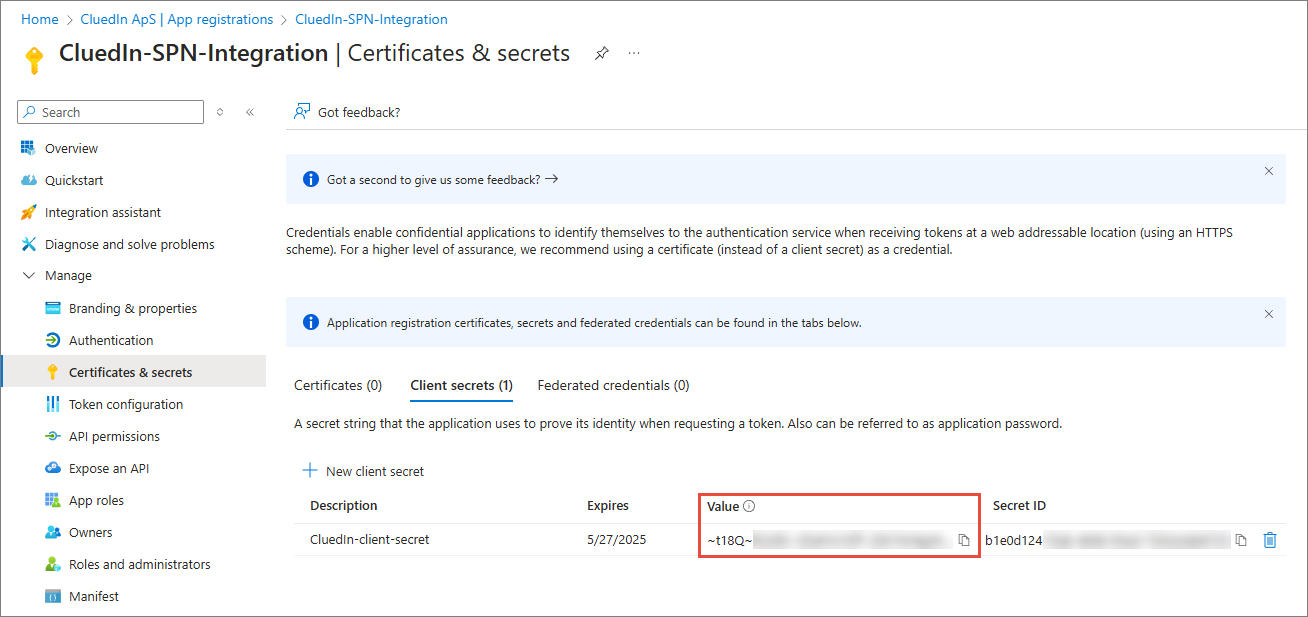 Home > CluedIn ApS | App registrations > CluedIn-SPN-Integration
CluedIn-SPN-Integration | Certificates & secrets
Search
Got feedback?
Overview
Quickstart
Integration assistant
Diagnose and solve problems
Manage
Branding & properties
Authentication
Certificates & secrets
Token configuration
API permissions
Expose an API
App roles
Owners
Roles and administrators
Manifest
Got a second to give us some feedback?
Credentials enable confidential applications to identify themselves to the authentication service when receiving tokens at a web addressable location (using an HTTPS
scheme). For a higher level of assurance, we recommend using a certificate (instead of a client secret) as a credential.
Application registration certificates, secrets and federated credentials can be found in the tabs below.
Certificates (0) Client secrets (1) Federated credentials (0)
A secret string that the application uses to prove its identity when requesting a token. Also can be referred to as application password.
New client secret
Description Expires Value Secret ID
CluedIn-client-secret 5/27/2025 ~t18Q~ b1e0d124